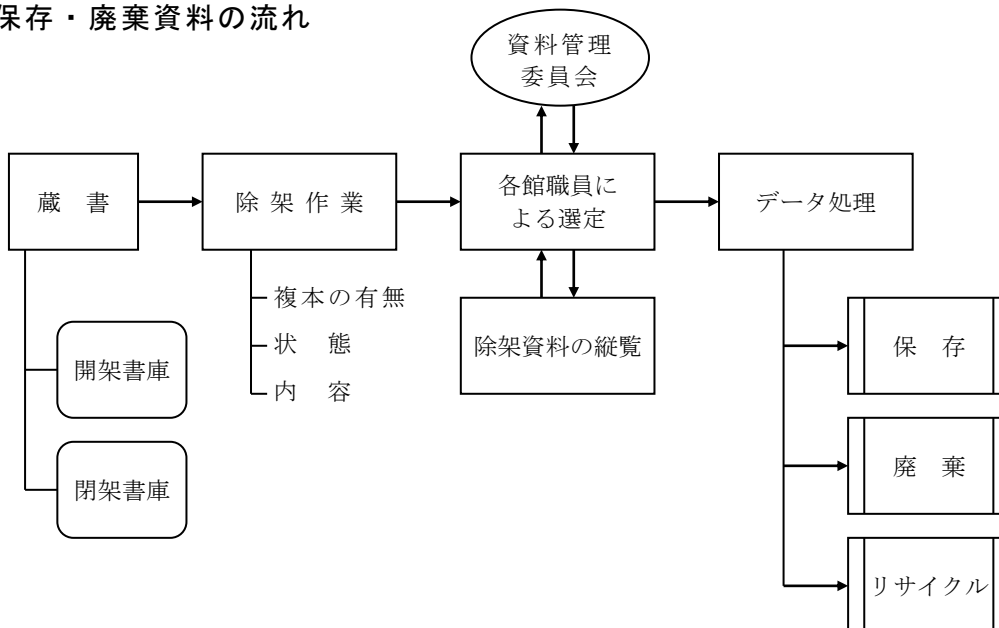 保存・廃棄資料の流れ
資料管理
委員会
蔵　書
除 架 作 業
各館職員に
よる選定
データ処理
複本の有無
状　態
内　容
開架書庫
閉架書庫
除架資料の縦覧
保　存
廃　棄
リサイクル